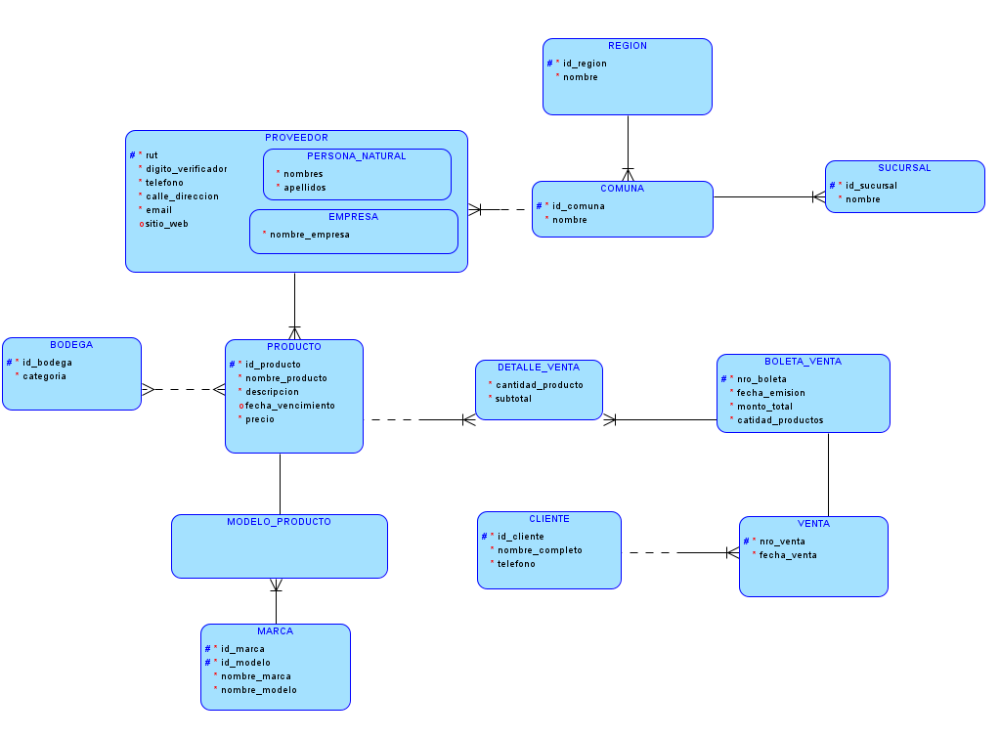 REGION
# * id_region
* nombre
PROVEEDOR
# * rut
* digito_verificador
* telefono
* calle_direccion
* email
o sitio_web
PERSONA_NATURAL
* nombres
* apellidos
EMPRESA
* nombre_empresa
COMUNA
# * id_comuna
* nombre
SUCURSAL
# * id_sucursal
* nombre
BODEGA
# * id_bodega
* categoria
PRODUCTO
# * id_producto
* nombre_producto
* descripcion
o fecha_vencimiento
* precio
DETALLE_VENTA
* cantidad_producto
* subtotal
BOLETA_VENTA
# * nro_boleta
* fecha_emision
* monto_total
* catidad_productos
MODELO_PRODUCTO
CLIENTE
# * id_cliente
* nombre_completo
* telefono
VENTA
# * nro_venta
* fecha_venta
MARCA
# * id_marca
# * id_modelo
* nombre_marca
* nombre_modelo